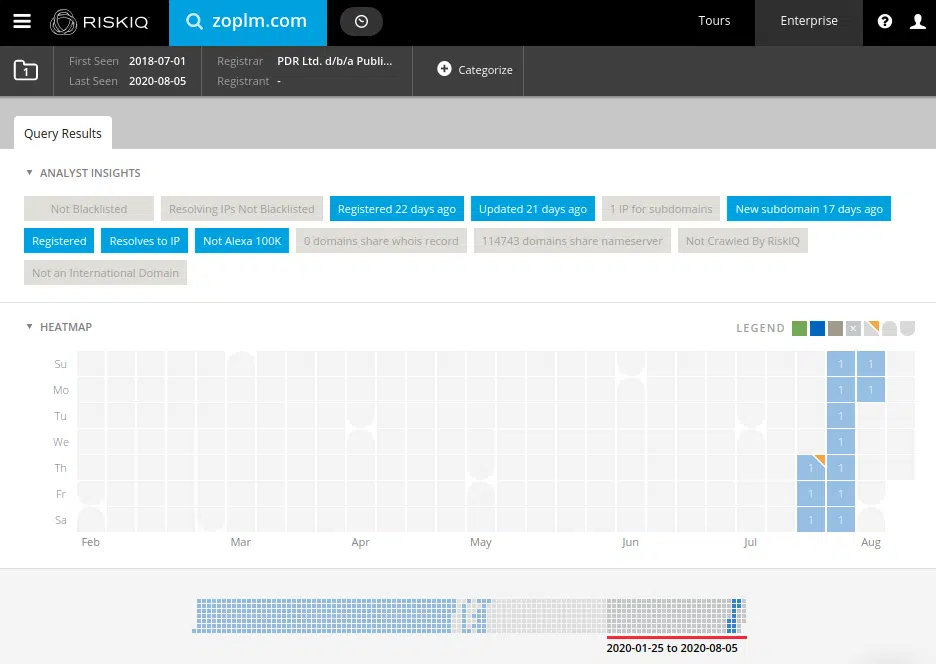 RISKIQ zoplm.com Tours Enterprise ?
1 First Seen 2018-07-01 Registrar PDR Ltd. d/b/a Publi... Categorize
Last Seen 2020-08-05 Registrant -
Query Results
ANALYST INSIGHTS
Not Blacklisted Resolving IPs Not Blacklisted Registered 22 days ago Updated 21 days ago 1 IP for subdomains New subdomain 17 days ago
Registered Resolves to IP Not Alexa 100K 0 domains share whois record 114743 domains share nameserver Not Crawled By RiskIQ
Not an International Domain
HEATMAP LEGEND
Su 1 1
Mo 1 1
Tu 1
We 1
Th 1 1
Fr 1 1
Sa 1 1
Feb Mar Apr May Jun Jul Aug
2020-01-25 to 2020-08-05